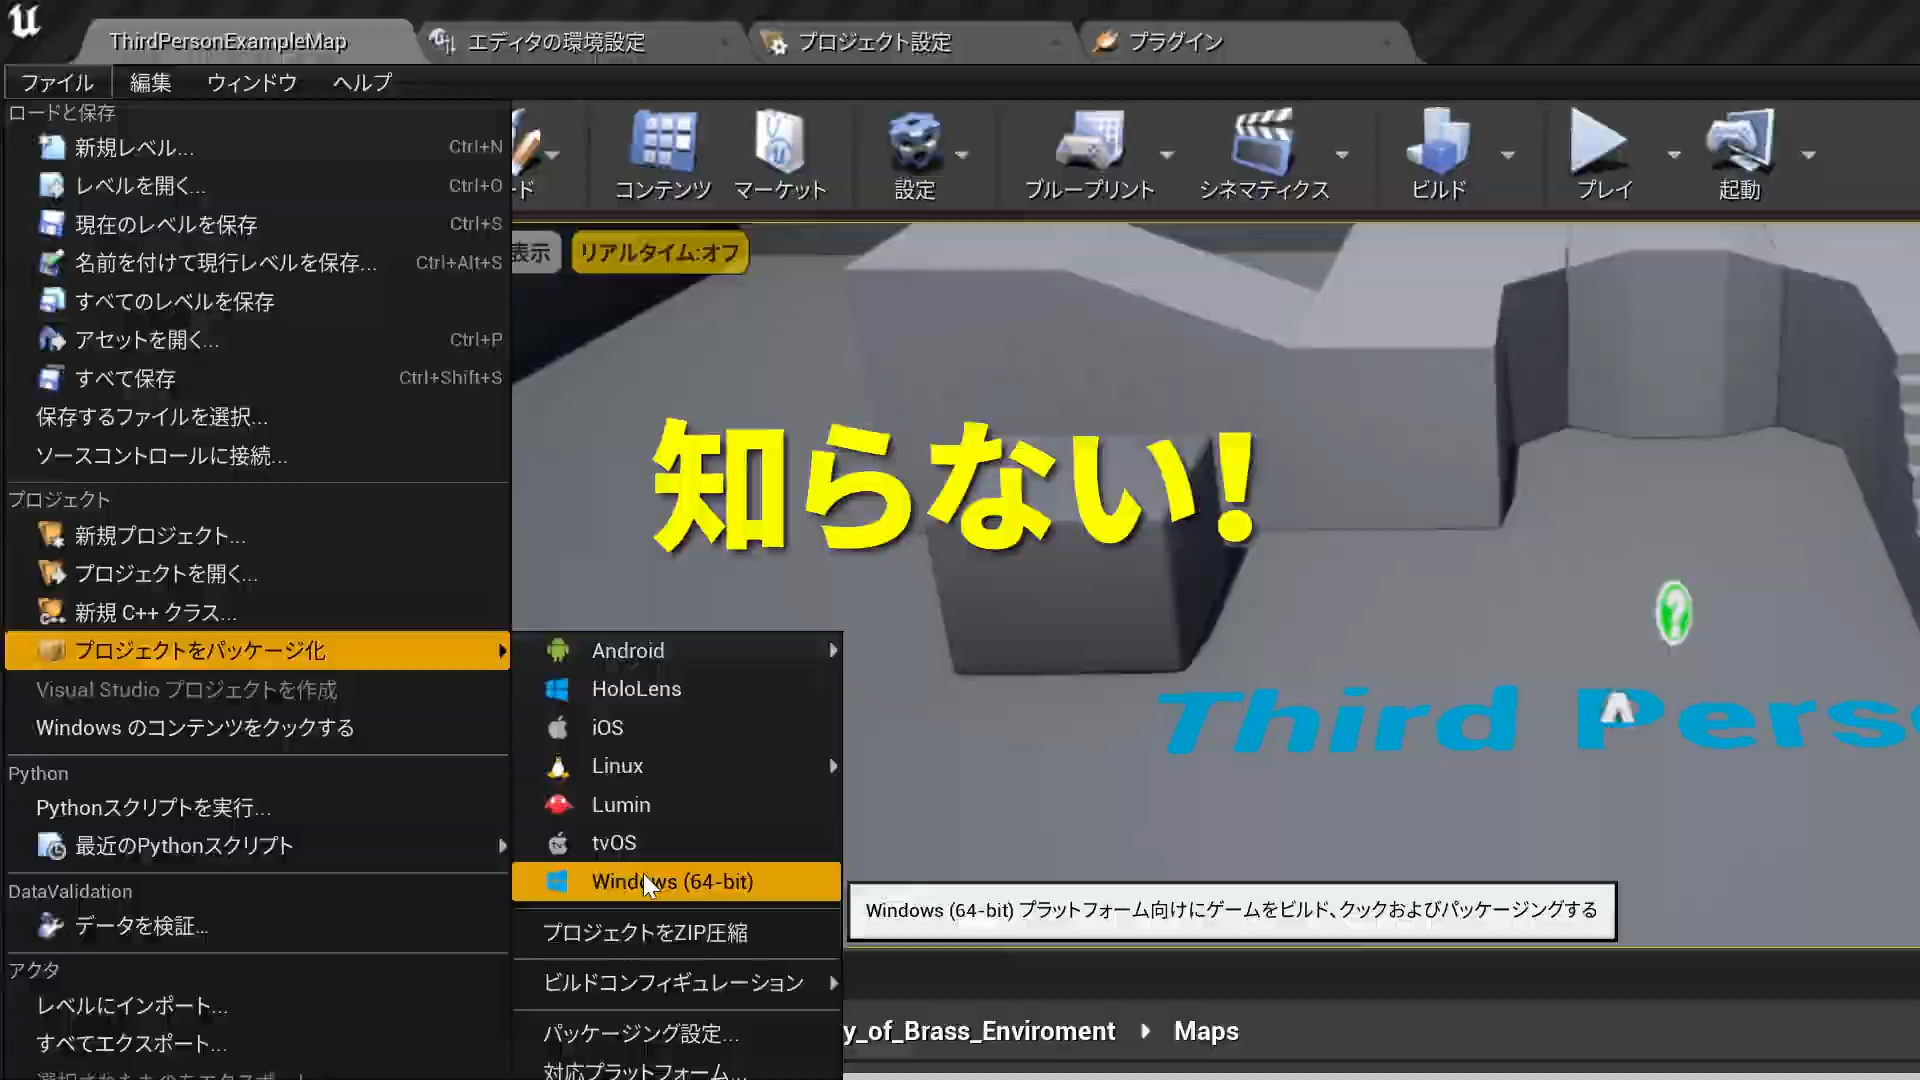 ThirdPersonExampleMap
エディタの環境設定
プロジェクト設定
プラグイン
ファイル 編集 ウィンドウ ヘルプ
ロードと保存
新規レベル... Ctrl+N
レベルを開く... Ctrl+O
現在のレベルを保存 Ctrl+S
名前を付けて現行レベルを保存... Ctrl+Alt+S
すべてのレベルを保存
アセットを開く... Ctrl+P
すべて保存 Ctrl+Shift+S
保存するファイルを選択...
ソースコントロールに接続...
プロジェクト
新規プロジェクト...
プロジェクトを開く...
新規 C++ クラス...
プロジェクトをパッケージ化
Visual Studio プロジェクトを作成
Windows のコンテンツをクックする
Python
Pythonスクリプトを実行...
最近のPythonスクリプト
DataValidation
データを検証...
アクタ
レベルにインポート...
すべてエクスポート...
ード
コンテンツ
マーケット
設定
ブループリント
シネマティクス
ビルド
プレイ
起動
表示
リアルタイム:オフ
知らない!
Third Perso
Android
HoloLens
iOS
Linux
Lumin
tvOS
Windows (64-bit)
プロジェクトをZIP圧縮
ビルドコンフィギュレーション
パッケージング設定...
対応プラットフォーム...
Windows (64-bit) プラットフォーム向けにゲームをビルド、クックおよびパッケージングする
y_of_Brass_Enviroment
Maps